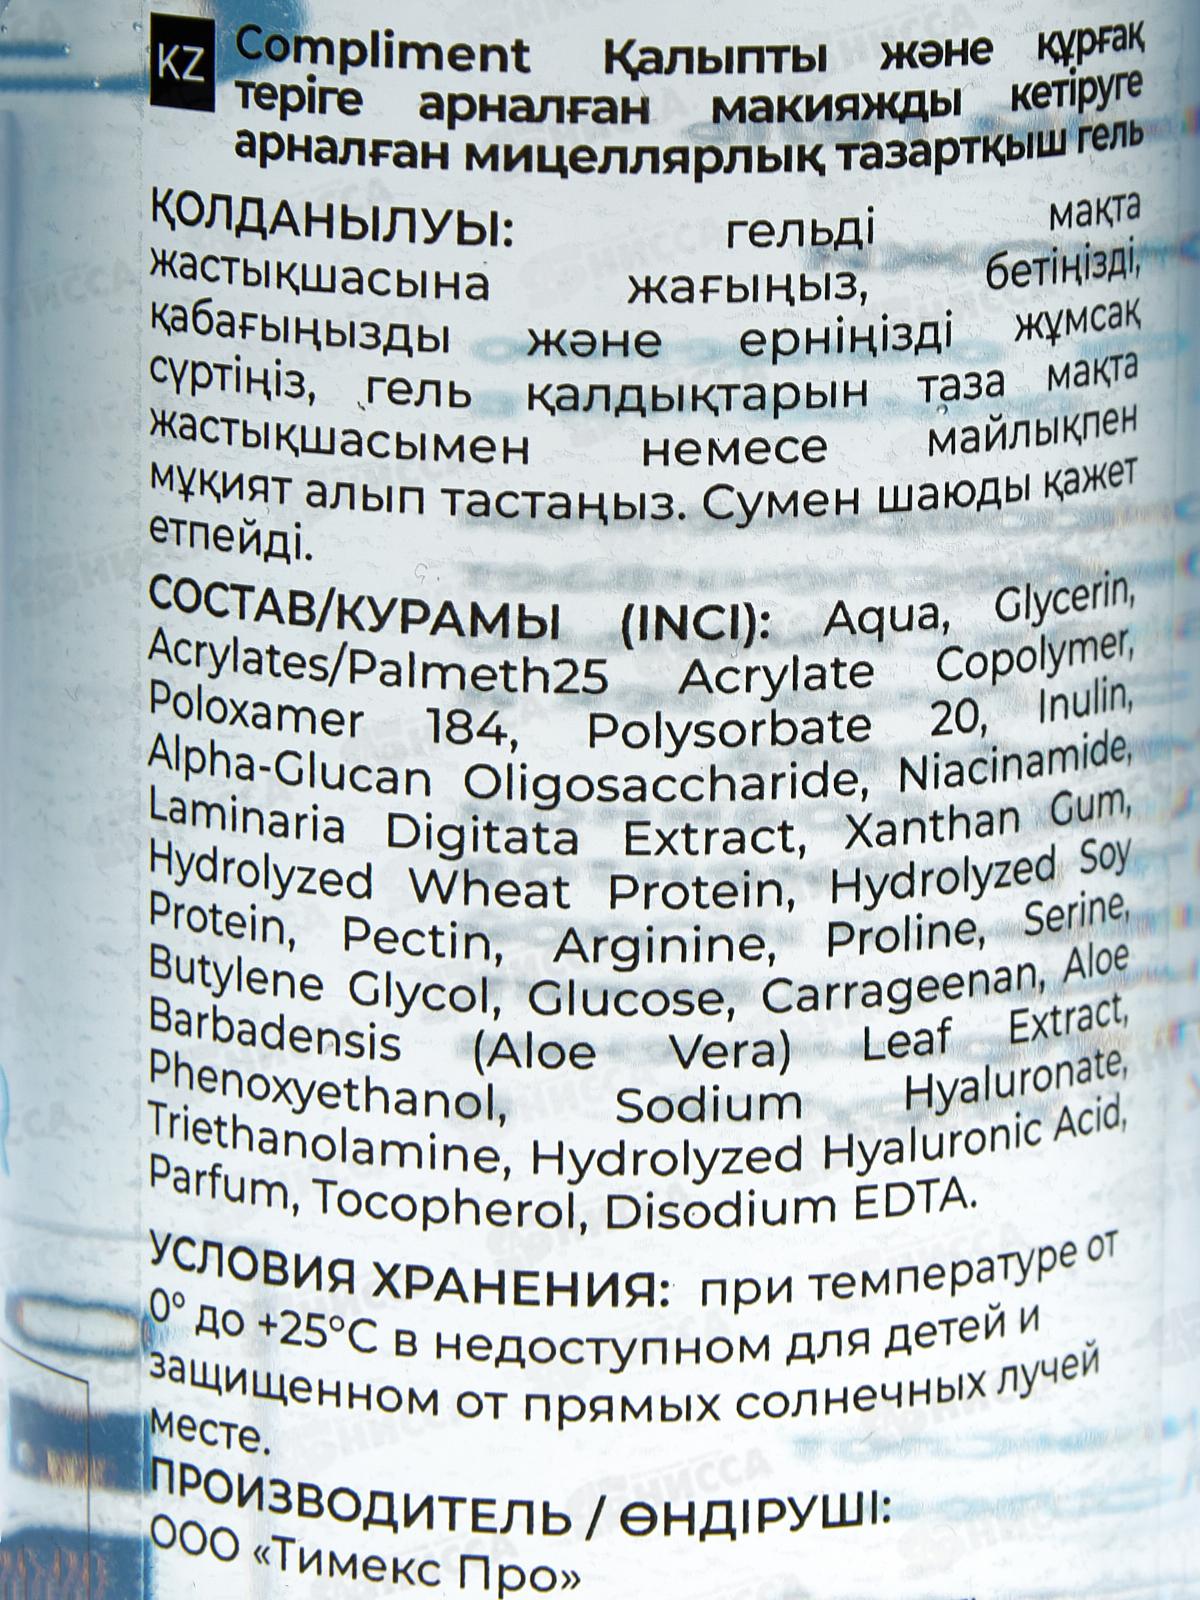 KZ Compliment Қалыпты және құрғақ
теріге арналған макияжды кетіруге
арналған мицеллярлық тазартқыш гель
ҚОЛДАНЫЛУЫ: гельді мақта
жастықшасына жағыңыз, бетіңізді,
қабағыңызды және ерніңізді жұмсақ
сүртіңіз, гель қалдықтарын таза мақта
жастықшасымен немесе майлықпен
мұқият алып тастаңыз. Сумен шаюды қажет
етпейді.
СОСТАВ/КУРАМЫ (INCI): Aqua, Glycerin,
Acrylates/Palmeth25 Acrylate Copolymer,
Poloxamer 184, Polysorbate 20, Inulin,
Alpha-Glucan Oligosaccharide, Niacinamide,
Laminaria Digitata Extract, Xanthan Gum,
Hydrolyzed Wheat Protein, Hydrolyzed Soy
Protein, Pectin, Arginine, Proline, Serine,
Butylene Glycol, Glucose, Carrageenan, Aloe
Barbadensis (Aloe Vera) Leaf Extract,
Phenoxyethanol, Sodium Hyaluronate,
Triethanolamine, Hydrolyzed Hyaluronic Acid,
Parfum, Tocopherol, Disodium EDTA.
УСЛОВИЯ ХРАНЕНИЯ: при температуре от
0° до +25°С в недоступном для детей и
защищенном от прямых солнечных лучей
месте.
ПРОИЗВОДИТЕЛЬ / ӨНДІРУШІ:
ООО «Тимекс Про»